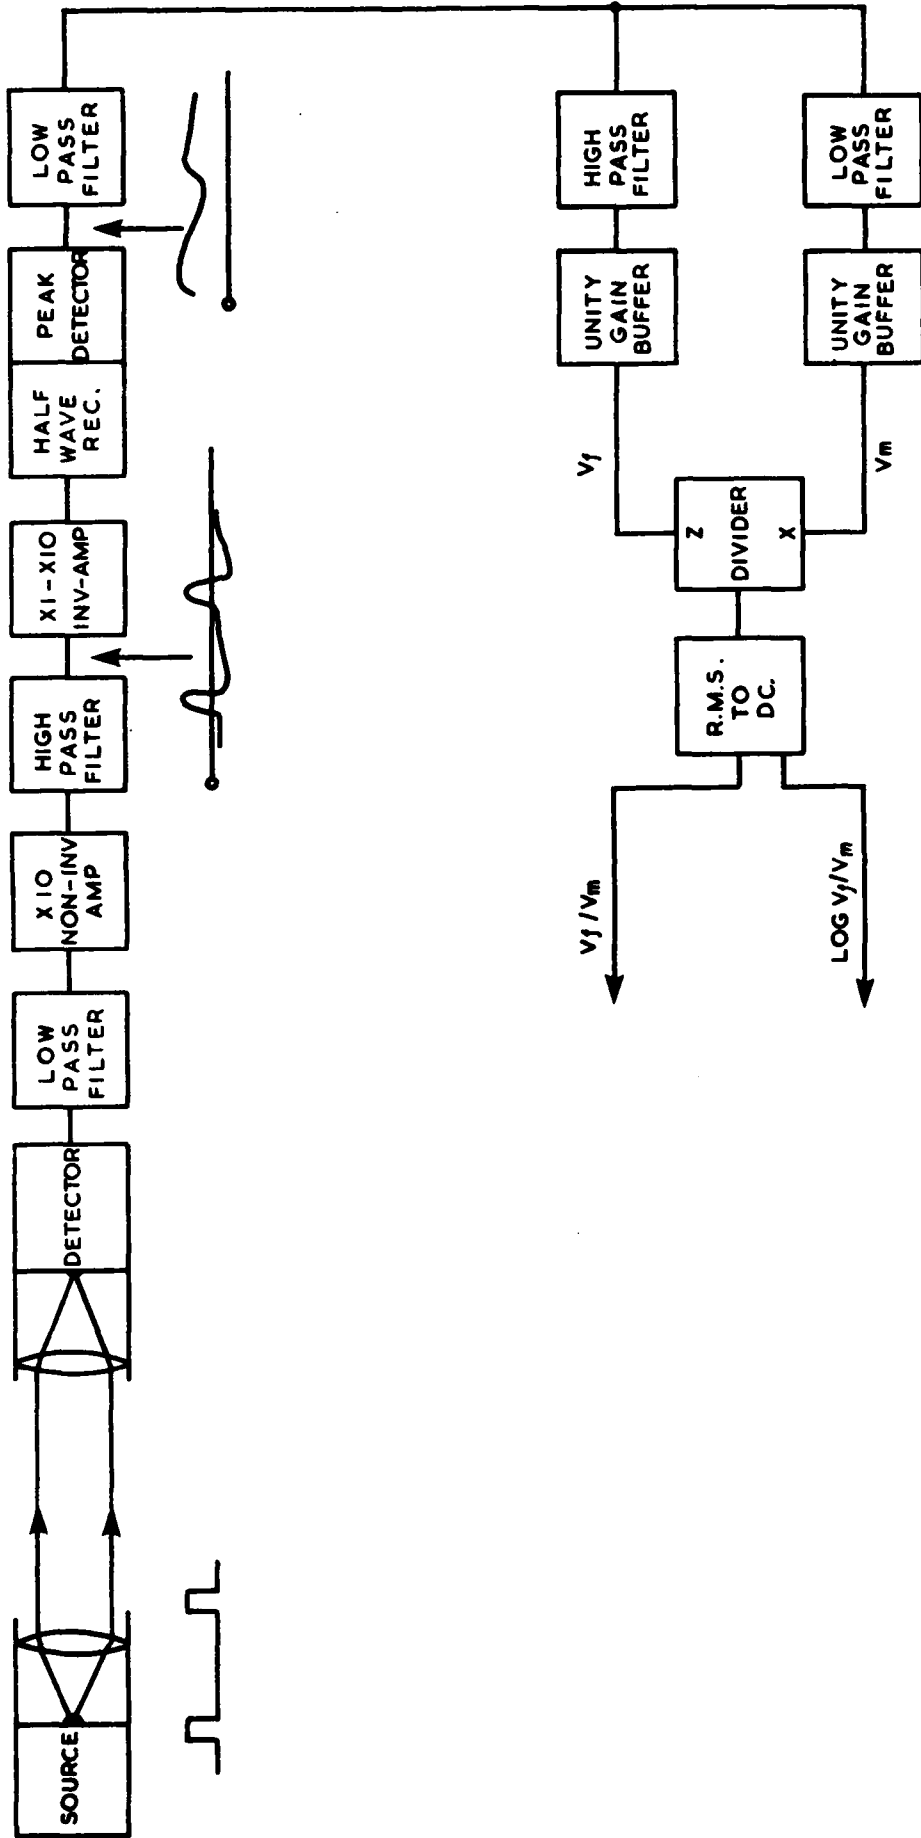 SOURCE
DETECTOR
LOW
PASS
FILTER
X10
NON-INV
AMP
HIGH
PASS
FILTER
X1-X10
INV-AMP
HALF
WAVE
REC.
PEAK
DETECTOR
LOW
PASS
FILTER
HIGH
PASS
FILTER
UNITY
GAIN
BUFFER
Vf
LOW
PASS
FILTER
UNITY
GAIN
BUFFER
Vm
Z
DIVIDER
X
R.M.S.
TO
DC.
Vf/Vm
LOG Vf/Vm